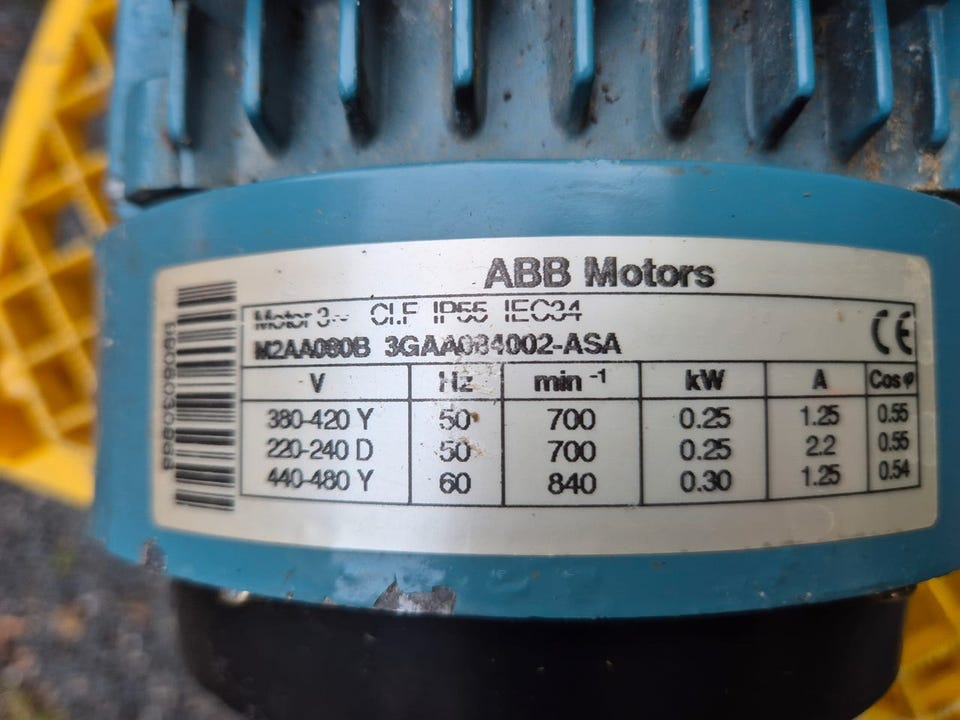 ABB Motors
Motor 3~ Cl.F IP55 IEC34
M2AA080B 3GAA084002-ASA
CE
V Hz min⁻¹ kW A Cos φ
380-420 Y 50 700 0.25 1.25 0.55
220-240 D 50 700 0.25 2.2 0.55
440-480 Y 60 840 0.30 1.25 0.54